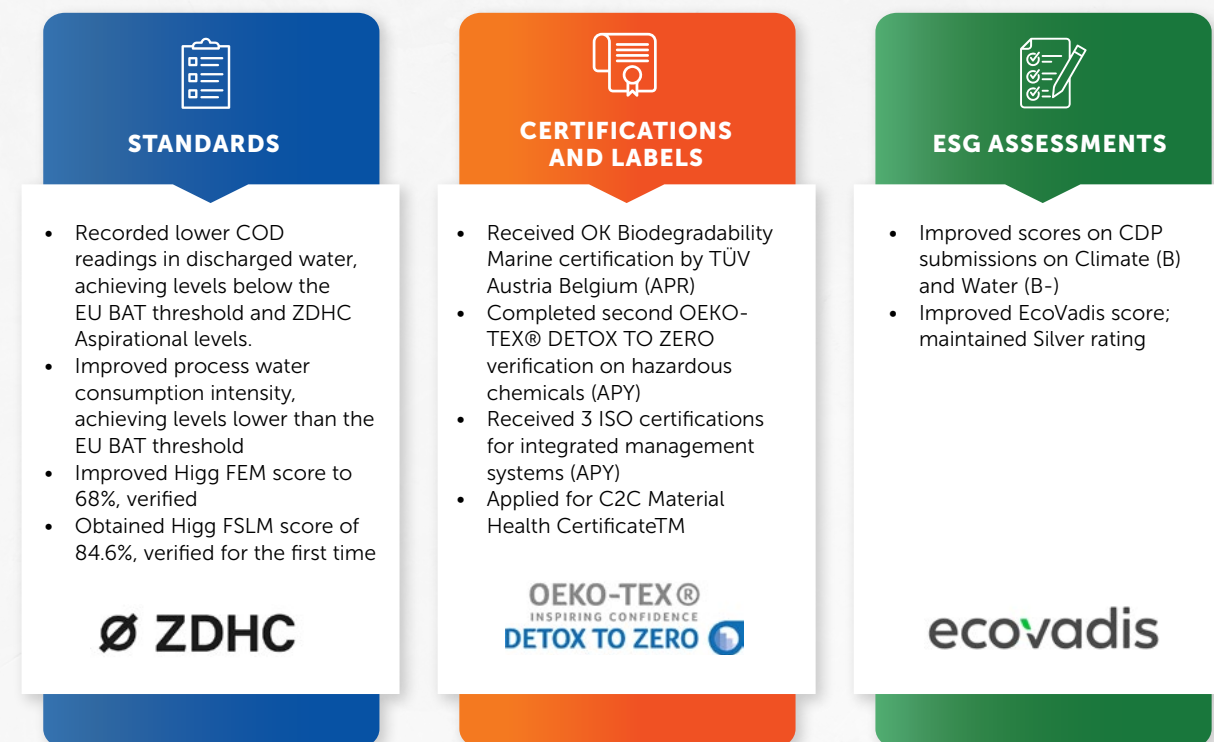 STANDARDS
• Recorded lower COD
readings in discharged water,
achieving levels below the
EU BAT threshold and ZDHC
Aspirational levels.
• Improved process water
consumption intensity,
achieving levels lower than the
EU BAT threshold
• Improved Higg FEM score to
68%, verified
• Obtained Higg FSLM score of
84.6%, verified for the first time
Ø ZDHC
CERTIFICATIONS
AND LABELS
• Received OK Biodegradability
Marine certification by TÜV
Austria Belgium (APR)
• Completed second OEKO-
TEX® DETOX TO ZERO
verification on hazardous
chemicals (APY)
• Received 3 ISO certifications
for integrated management
systems (APY)
• Applied for C2C Material
Health CertificateTM
OEKO-TEX®
INSPIRING CONFIDENCE
DETOX TO ZERO
ESG ASSESSMENTS
• Improved scores on CDP
submissions on Climate (B)
and Water (B-)
• Improved EcoVadis score;
maintained Silver rating
ecovadis